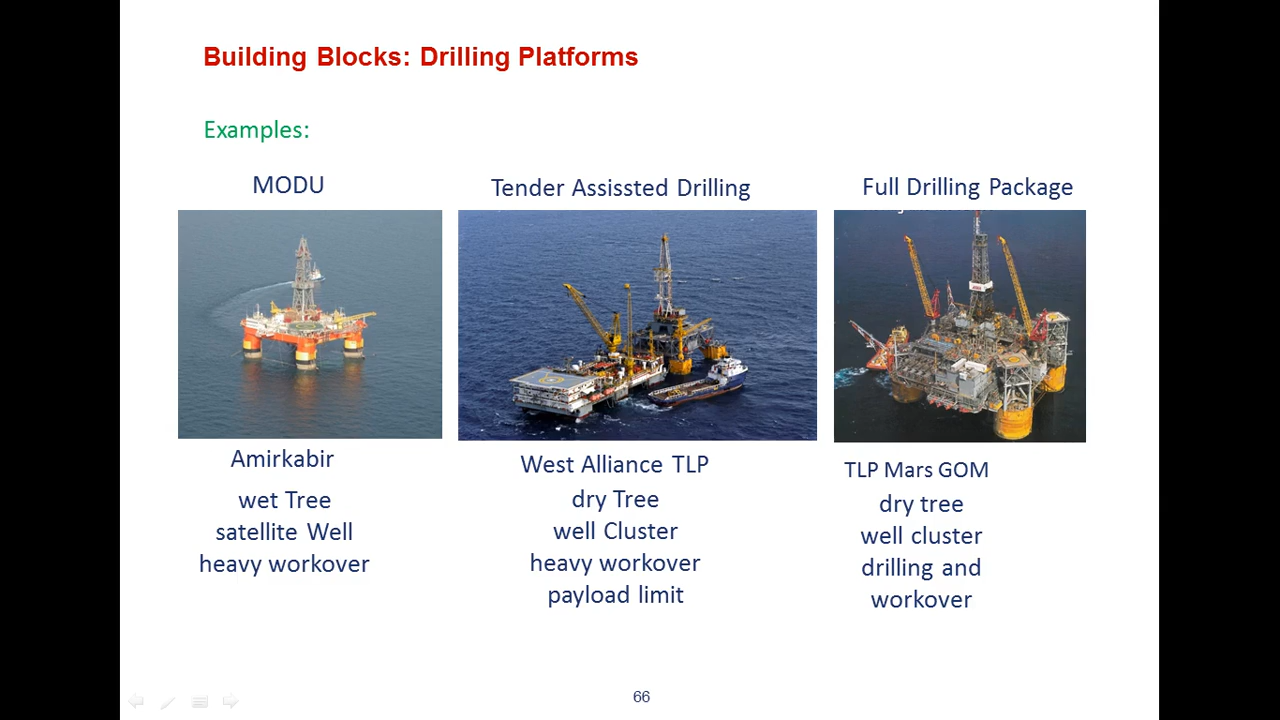 Building Blocks: Drilling Platforms
Examples:
MODU
Tender Assissted Drilling
Full Drilling Package
Amirkabir
wet Tree
satellite Well
heavy workover
West Alliance TLP
dry Tree
well Cluster
heavy workover
payload limit
TLP Mars GOM
dry tree
well cluster
drilling and
workover
66